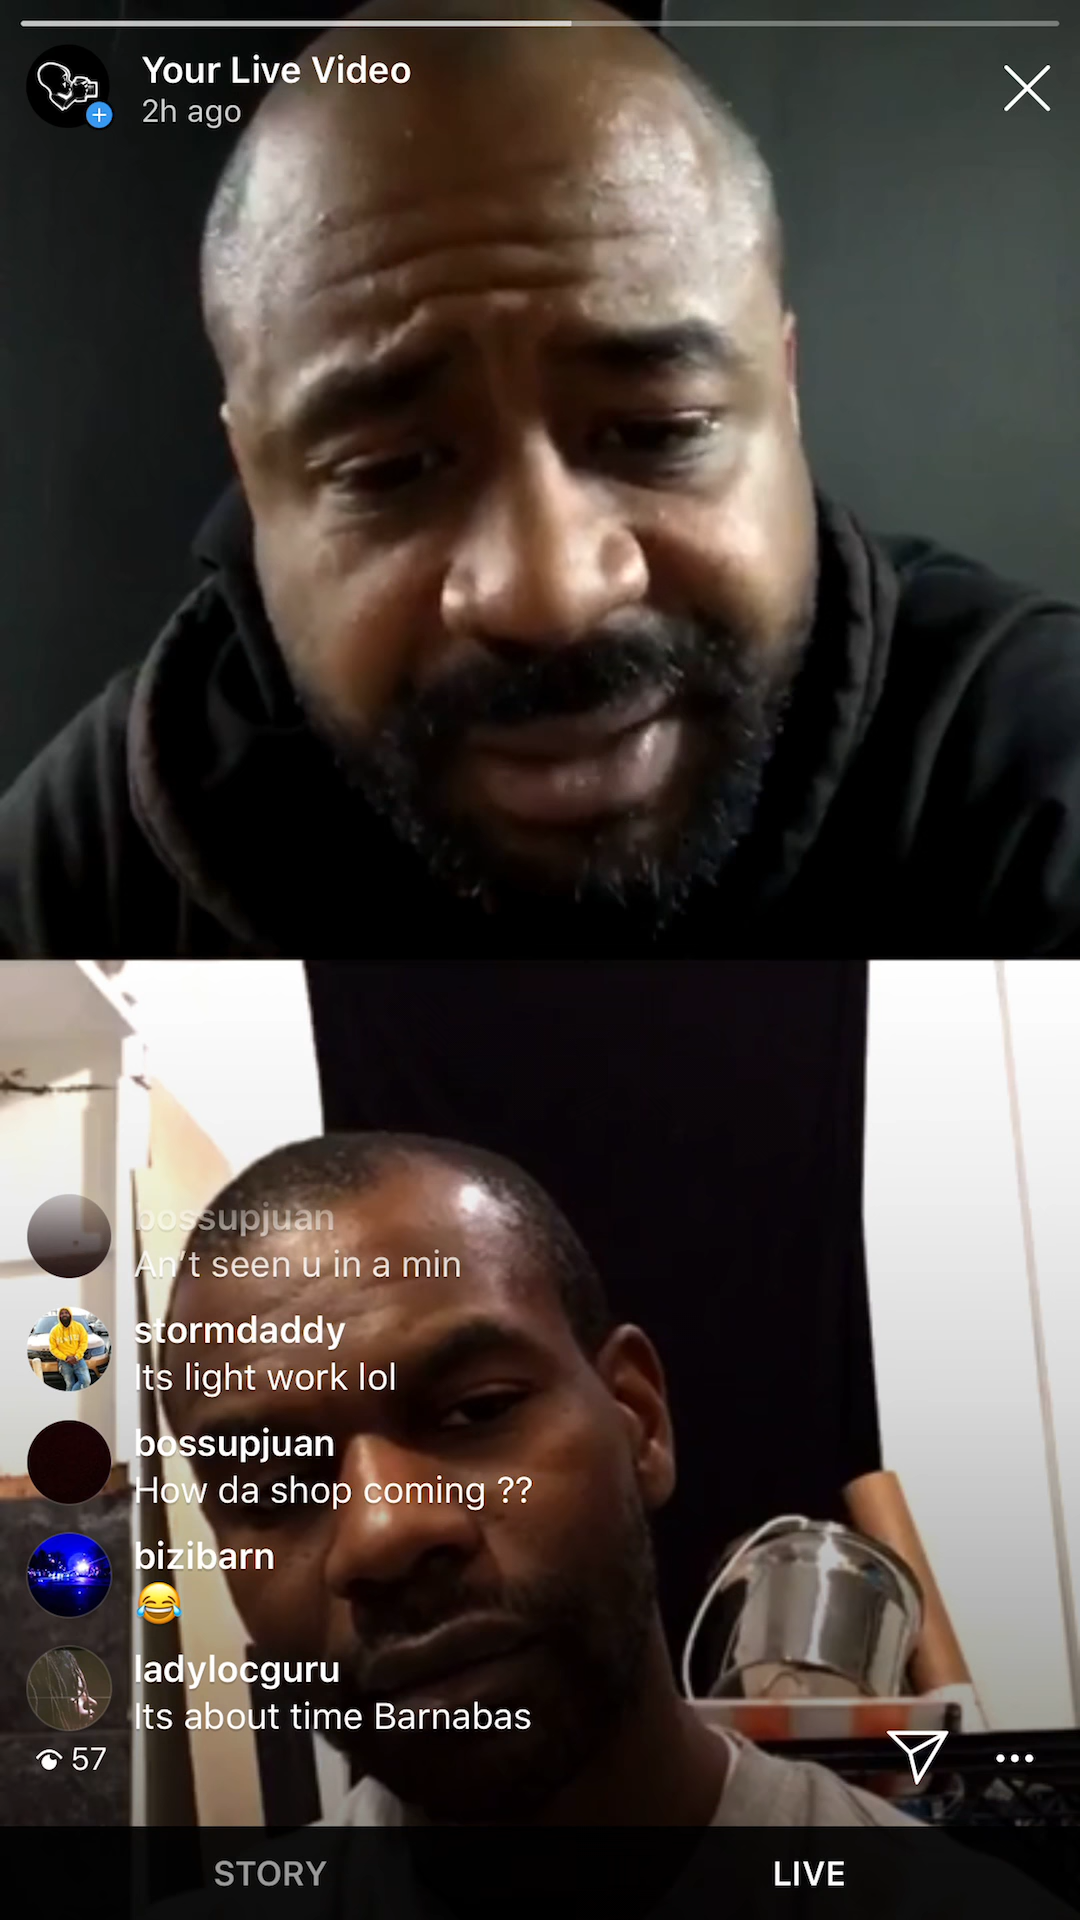 Your Live Video
2h ago
bossupjuan
An't seen u in a min
stormdaddy
Its light work lol
bossupjuan
How da shop coming ??
bizibarn
😂
ladylocguru
Its about time Barnabas
57
STORY
LIVE